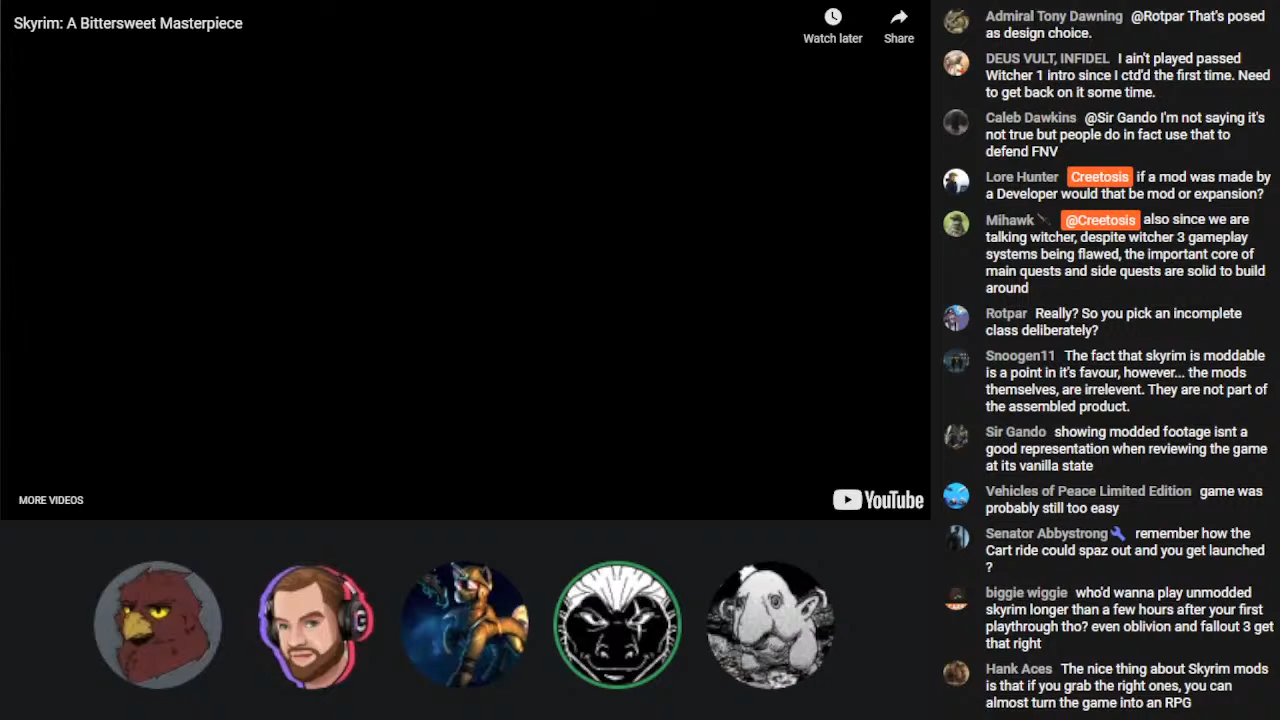 Skyrim: A Bittersweet Masterpiece
Watch later
Share
MORE VIDEOS
YouTube
Admiral Tony Dawning @Rotpar That's posed
as design choice.
DEUS VULT, INFIDEL I ain't played passed
Witcher 1 intro since I ctd'd the first time. Need
to get back on it some time.
Caleb Dawkins @Sir Gando I'm not saying it's
not true but people do in fact use that to
defend FNV
Lore Hunter Creetosis if a mod was made by
a Developer would that be mod or expansion?
Mihawk @Creetosis also since we are
talking witcher, despite witcher 3 gameplay
systems being flawed, the important core of
main quests and side quests are solid to build
around
Rotpar Really? So you pick an incomplete
class deliberately?
Snoogen11 The fact that skyrim is moddable
is a point in it's favour, however... the mods
themselves, are irrelevent. They are not part of
the assembled product.
Sir Gando showing modded footage isnt a
good representation when reviewing the game
at its vanilla state
Vehicles of Peace Limited Edition game was
probably still too easy
Senator Abbystrong remember how the
Cart ride could spaz out and you get launched
?
biggie wiggie who'd wanna play unmodded
skyrim longer than a few hours after your first
playthrough tho? even oblivion and fallout 3 get
that right
Hank Aces The nice thing about Skyrim mods
is that if you grab the right ones, you can
almost turn the game into an RPG